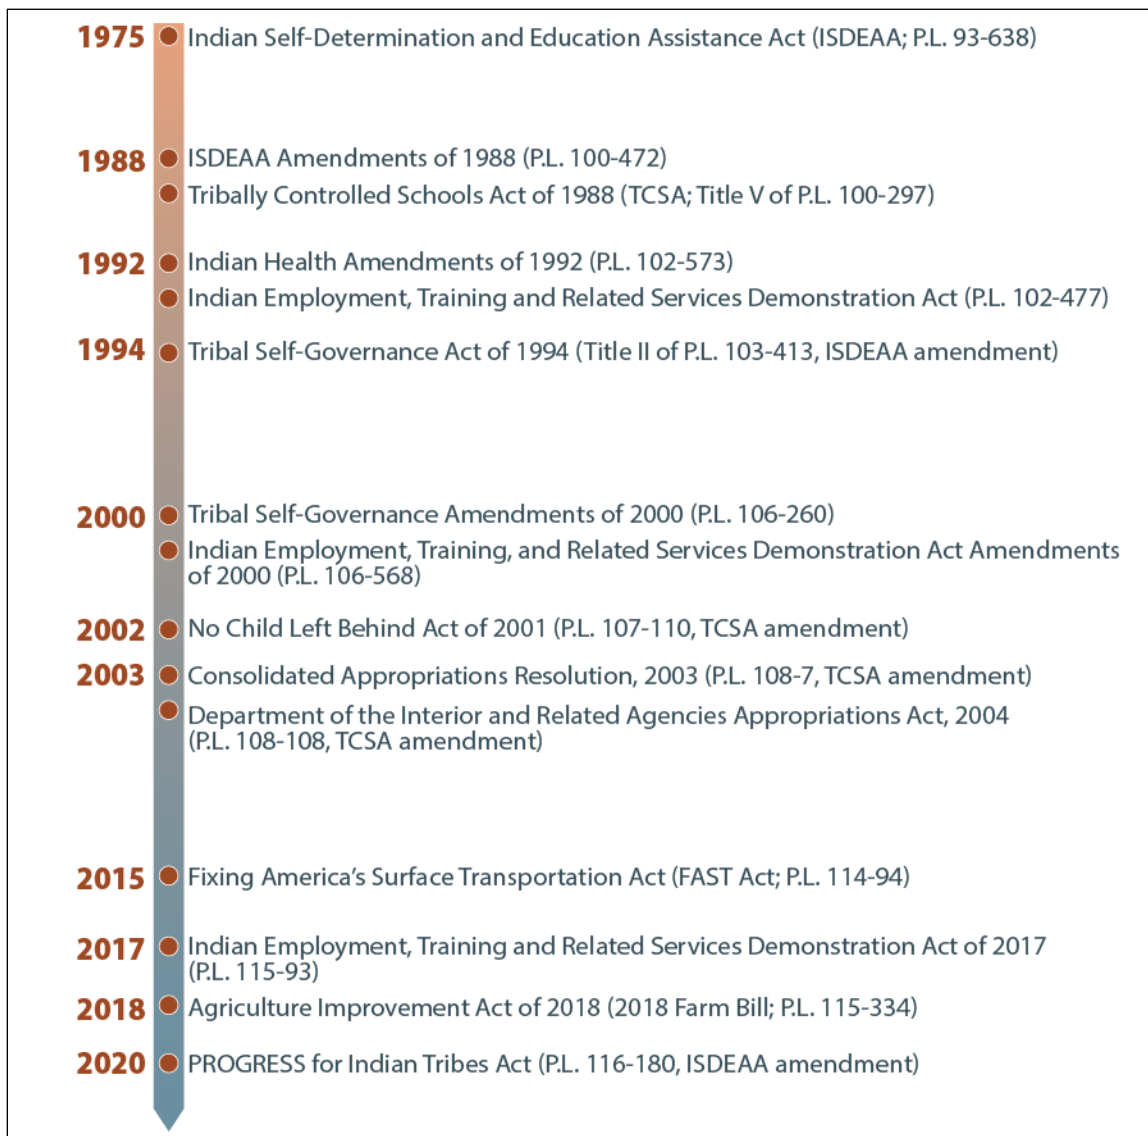 1975 Indian Self-Determination and Education Assistance Act (ISDEAA; P.L. 93-638)
1988 ISDEAA Amendments of 1988 (P.L. 100-472)
Tribally Controlled Schools Act of 1988 (TCSA; Title V of P.L. 100-297)
1992 Indian Health Amendments of 1992 (P.L. 102-573)
Indian Employment, Training and Related Services Demonstration Act (P.L. 102-477)
1994 Tribal Self-Governance Act of 1994 (Title II of P.L. 103-413, ISDEAA amendment)
2000 Tribal Self-Governance Amendments of 2000 (P.L. 106-260)
Indian Employment, Training, and Related Services Demonstration Act Amendments
of 2000 (P.L. 106-568)
2002 No Child Left Behind Act of 2001 (P.L. 107-110, TCSA amendment)
2003 Consolidated Appropriations Resolution, 2003 (P.L. 108-7, TCSA amendment)
Department of the Interior and Related Agencies Appropriations Act, 2004
(P.L. 108-108, TCSA amendment)
2015 Fixing America’s Surface Transportation Act (FAST Act; P.L. 114-94)
2017 Indian Employment, Training and Related Services Demonstration Act of 2017
(P.L. 115-93)
2018 Agriculture Improvement Act of 2018 (2018 Farm Bill; P.L. 115-334)
2020 PROGRESS for Indian Tribes Act (P.L. 116-180, ISDEAA amendment)